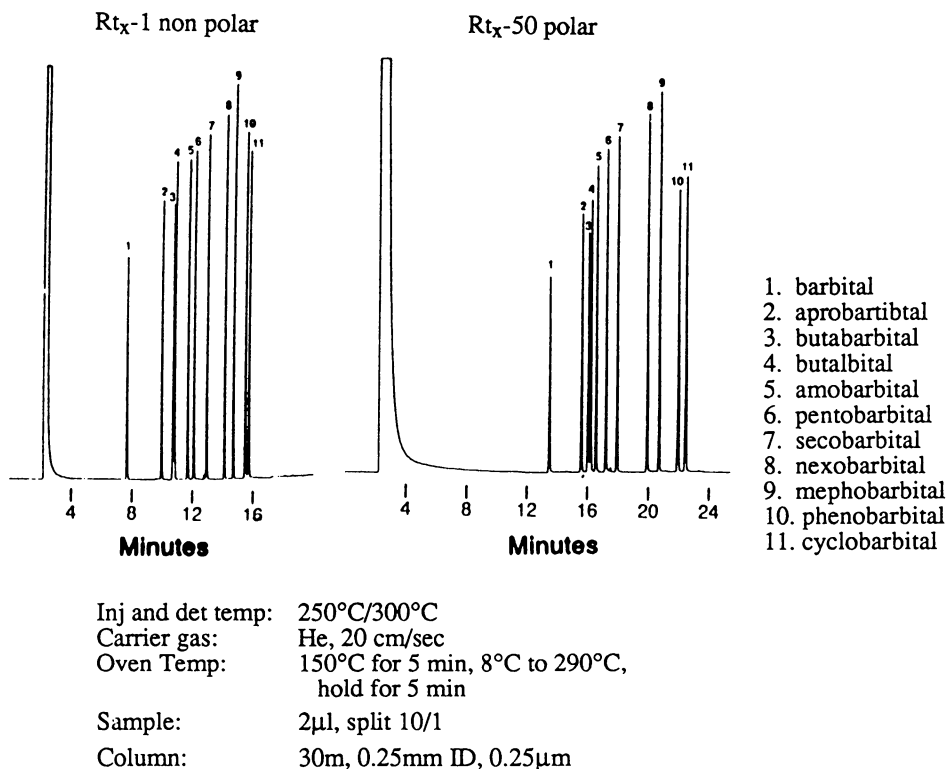 Rtx-1 non polar
Rtx-50 polar
1
2
3
4
5
6
7
8
9
10
11
4
8
12
16
Minutes
1
2
3
4
5
6
7
8
9
10
11
4
8
12
16
20
24
Minutes
1. barbital
2. aprobartibtal
3. butabarbital
4. butalbital
5. amobarbital
6. pentobarbital
7. secobarbital
8. nexobarbital
9. mephobarbital
10. phenobarbital
11. cyclobarbital
Inj and det temp: 250°C/300°C
Carrier gas: He, 20 cm/sec
Oven Temp: 150°C for 5 min, 8°C to 290°C,
hold for 5 min
Sample: 2µl, split 10/1
Column: 30m, 0.25mm ID, 0.25µm